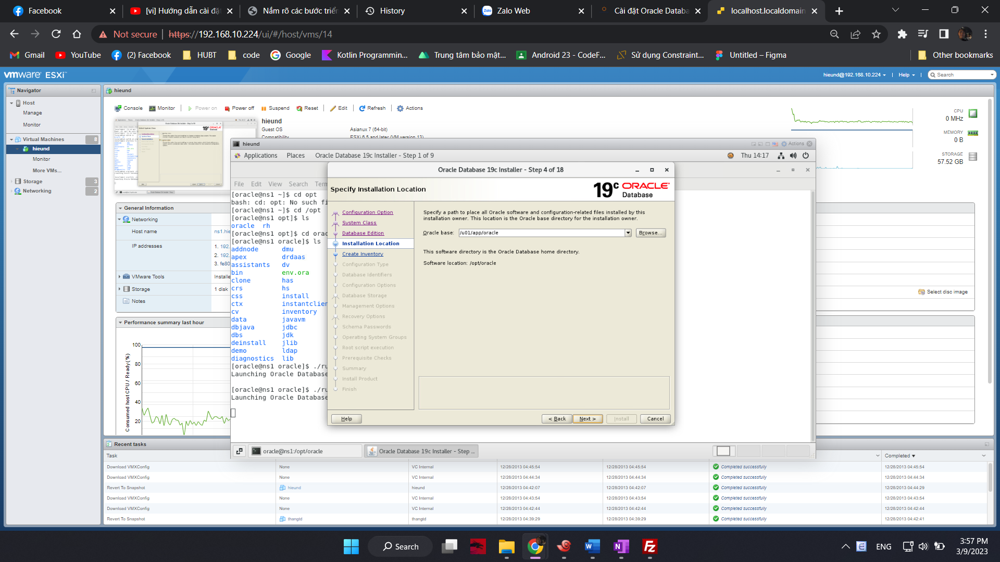 Facebook
[vi] Hướng dẫn cài đặt
Nắm rõ các bước triển
History
Zalo Web
Cài đặt Oracle Databa
localhost.localdomain
Not secure | https://192.168.10.224/ui/#/host/vms/14
Gmail
YouTube
(2) Facebook
HUBT
code
Google
Kotlin Programmin...
Trung tâm bảo mật...
Android 23 - CodeF...
Sử dụng Constraint...
Untitled – Figma
Other bookmarks
vmware ESXi
hieund@192.168.10.224 | Help | Search
Navigator
Host
Manage
Monitor
Virtual Machines 8
hieund
Monitor
More VMs...
Storage 3
Networking 2
hieund
Console Monitor Power on Power off Suspend Reset Edit Refresh Actions
hieund
Guest OS Asianux 7 (64-bit)
Compatibility ESXi 6.5 and later (VM version 13)
CPU
0 MHz
MEMORY
0 B
STORAGE
57.52 GB
General Information
Networking
Host name ns1.hie
IP addresses 1. 192.
2. 192.
3. fe80
VMware Tools Installe
Storage 1 disk
Notes
Select disc image
Performance summary last hour
Consumed host CPU / Ready(%)
100
80
60
40
20
hieund
Actions
Applications Places Oracle Database 19c Installer - Step 1 of 9
Thu 14:17
File Edit View Search Term
[oracle@ns1 ~]$ cd opt
bash: cd: opt: No such fi
[oracle@ns1 ~]$ cd /opt
[oracle@ns1 opt]$ ls
oracle rh
[oracle@ns1 opt]$ cd orac
[oracle@ns1 oracle]$ ls
addnode dmu
apex drdaas
assistants dv
bin env.ora
clone has
crs hs
css install
ctx instantclien
cv inventory
data javavm
dbjava jdbc
dbs jdk
deinstall jlib
demo ldap
diagnostics lib
[oracle@ns1 oracle]$ ./ru
Launching Oracle Database
[oracle@ns1 oracle]$ ./ru
Launching Oracle Database
Oracle Database 19c Installer - Step 4 of 18
Specify Installation Location
19c ORACLE Database
Configuration Option
System Class
Database Edition
Installation Location
Create Inventory
Configuration Type
Database Identifiers
Configuration Options
Database Storage
Management Options
Recovery Options
Schema Passwords
Operating System Groups
Root script execution
Prerequisite Checks
Summary
Install Product
Finish
Specify a path to place all Oracle software and configuration-related files installed by this
installation owner. This location is the Oracle base directory for the installation owner.
Oracle base: /u01/app/oracle Browse...
This software directory is the Oracle Database home directory.
Software location: /opt/oracle
Help < Back Next > Install Cancel
oracle@ns1:/opt/oracle
Oracle Database 19c Installer - Step ...
Recent tasks
Task Completed
Download VMXConfig None VC Internal 12/28/2013 04:45:54 12/28/2013 04:45:54 Completed successfully 12/28/2013 04:45:54
Download VMXConfig None VC Internal 12/28/2013 04:44:34 12/28/2013 04:44:34 Completed successfully 12/28/2013 04:44:34
Revert To Snapshot hieund hieund 12/28/2013 04:42:07 12/28/2013 04:42:07 Completed successfully 12/28/2013 04:44:29
Download VMXConfig None VC Internal 12/28/2013 04:43:54 12/28/2013 04:43:54 Completed successfully 12/28/2013 04:43:54
Download VMXConfig None VC Internal 12/28/2013 04:42:44 12/28/2013 04:42:44 Completed successfully 12/28/2013 04:42:44
Revert To Snapshot thangtd thangtd 12/28/2013 04:39:29 12/28/2013 04:39:29 Completed successfully 12/28/2013 04:42:41
Search
ENG
3:57 PM
3/9/2023